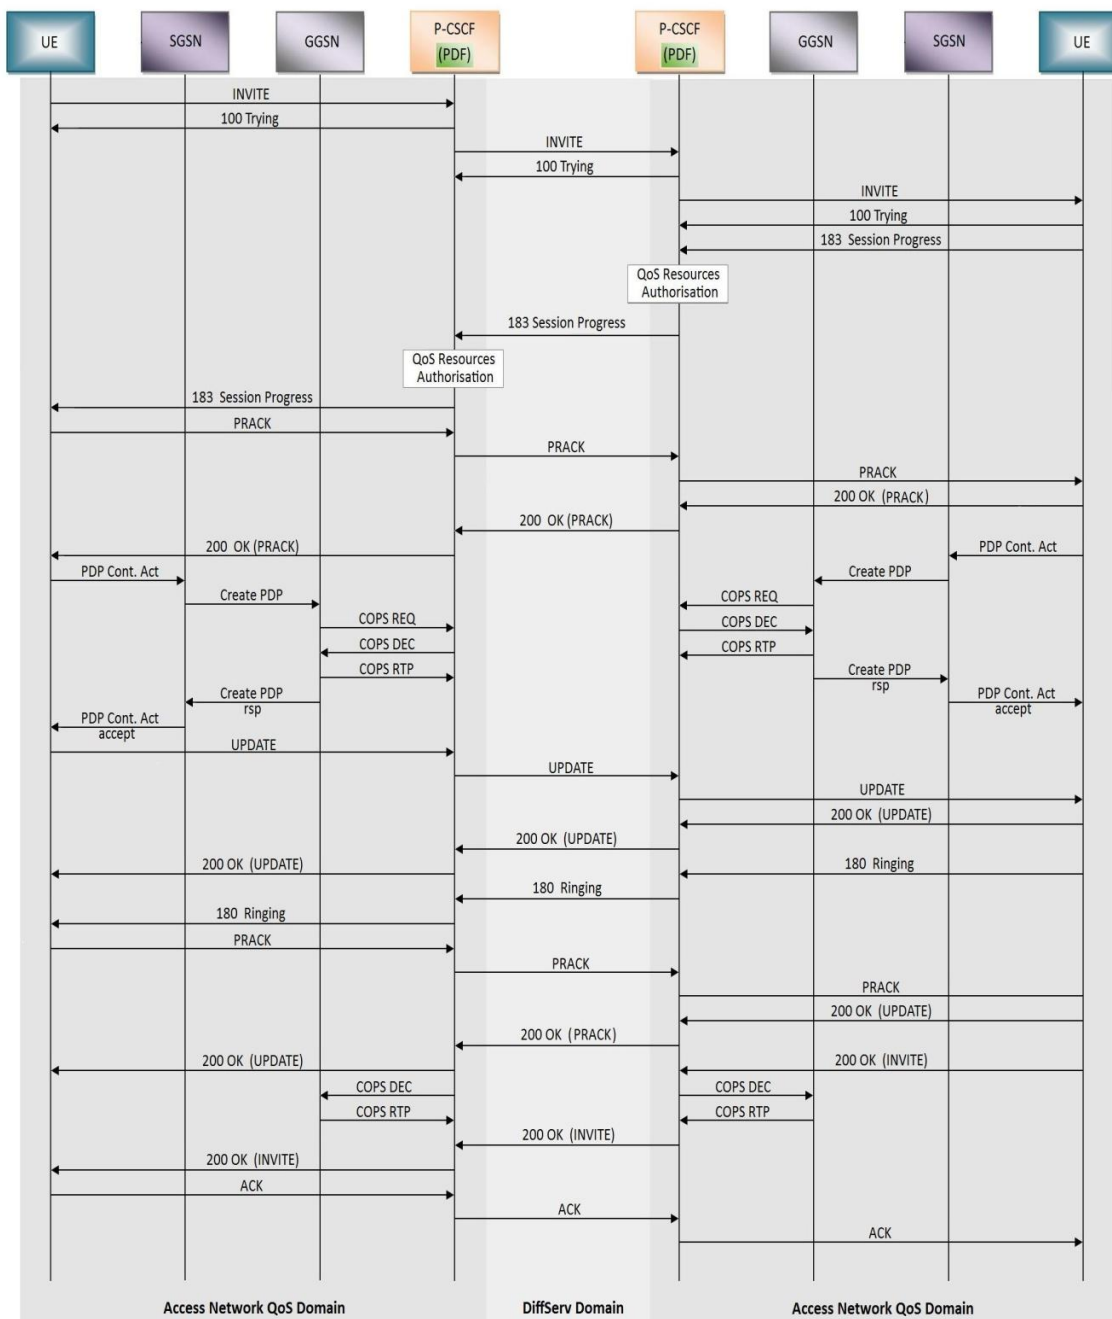 UE
SGSN
GGSN
P-CSCF
(PDF)
P-CSCF
(PDF)
GGSN
SGSN
UE
INVITE
100 Trying
INVITE
100 Trying
INVITE
100 Trying
183 Session Progress
QoS Resources
Authorisation
183 Session Progress
QoS Resources
Authorisation
183 Session Progress
PRACK
PRACK
PRACK
200 OK (PRACK)
200 OK (PRACK)
200 OK (PRACK)
PDP Cont. Act
PDP Cont. Act
Create PDP
Create PDP
COPS REQ
COPS REQ
COPS DEC
COPS DEC
COPS RTP
COPS RTP
Create PDP
rsp
Create PDP
rsp
PDP Cont. Act
accept
PDP Cont. Act
accept
UPDATE
UPDATE
UPDATE
200 OK (UPDATE)
200 OK (UPDATE)
200 OK (UPDATE)
180 Ringing
180 Ringing
180 Ringing
PRACK
PRACK
PRACK
200 OK (UPDATE)
200 OK (PRACK)
200 OK (UPDATE)
200 OK (INVITE)
COPS DEC
COPS DEC
COPS RTP
COPS RTP
200 OK (INVITE)
200 OK (INVITE)
ACK
ACK
ACK
Access Network QoS Domain
DiffServ Domain
Access Network QoS Domain